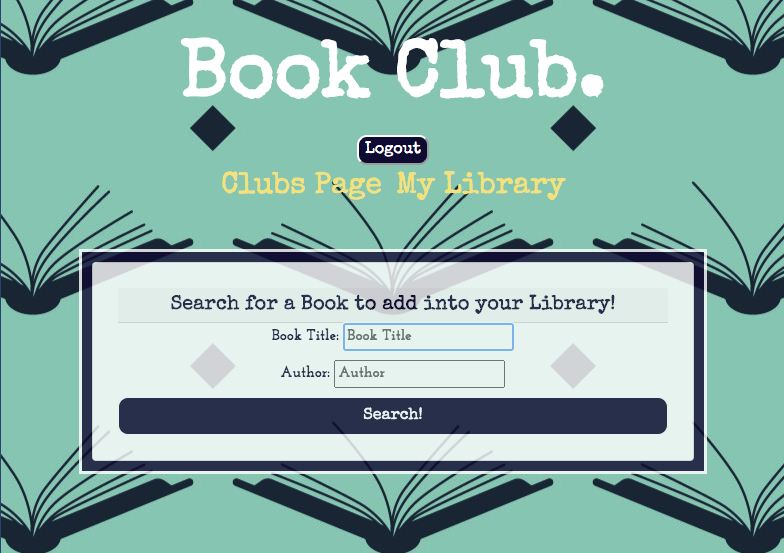 Book Club.
Logout
Clubs Page My Library
Search for a Book to add into your Library!
Book Title: Book Title
Author: Author
Search!